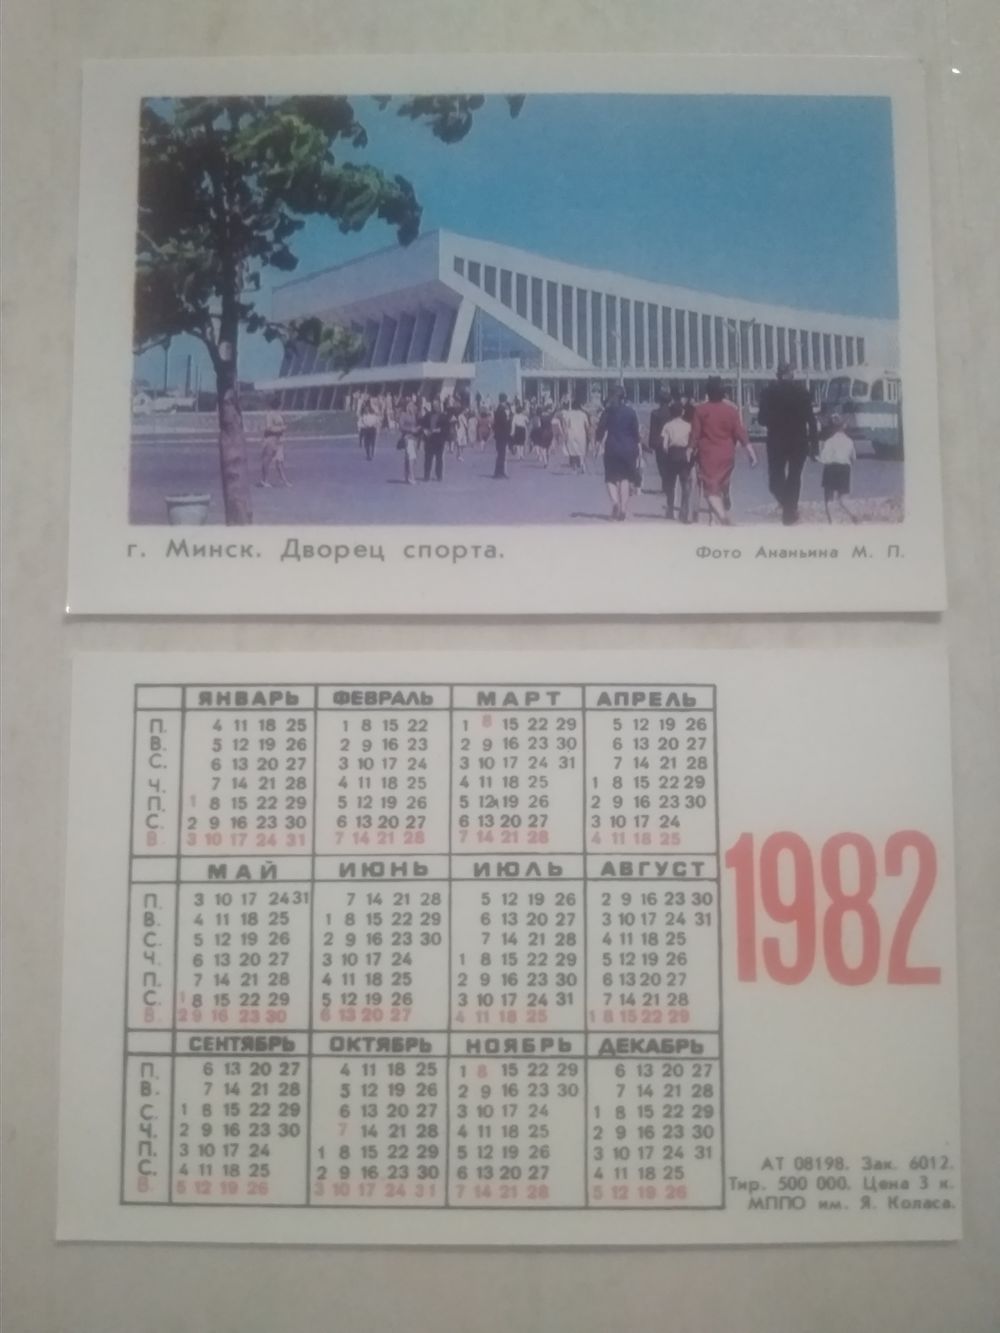 г. Минск. Дворец спорта.
Фото Ананьина М. П.
ЯНВАРЬ ФЕВРАЛЬ МАРТ АПРЕЛЬ
П. 4 11 18 25 1 8 15 22 1 8 15 22 29 5 12 19 26
В. 5 12 19 26 2 9 16 23 2 9 16 23 30 6 13 20 27
С. 6 13 20 27 3 10 17 24 3 10 17 24 31 7 14 21 28
Ч. 7 14 21 28 4 11 18 25 4 11 18 25 1 8 15 22 29
П. 1 8 15 22 29 5 12 19 26 5 12 19 26 2 9 16 23 30
С. 2 9 16 23 30 6 13 20 27 6 13 20 27 3 10 17 24
В. 3 10 17 24 31 7 14 21 28 7 14 21 28 4 11 18 25
МАЙ ИЮНЬ ИЮЛЬ АВГУСТ
П. 3 10 17 24 31 7 14 21 28 5 12 19 26 2 9 16 23 30
В. 4 11 18 25 1 8 15 22 29 6 13 20 27 3 10 17 24 31
С. 5 12 19 26 2 9 16 23 30 7 14 21 28 4 11 18 25
Ч. 6 13 20 27 3 10 17 24 1 8 15 22 29 5 12 19 26
П. 7 14 21 28 4 11 18 25 2 9 16 23 30 6 13 20 27
С. 1 8 15 22 29 5 12 19 26 3 10 17 24 31 7 14 21 28
В. 2 9 16 23 30 6 13 20 27 4 11 18 25 1 8 15 22 29
СЕНТЯБРЬ ОКТЯБРЬ НОЯБРЬ ДЕКАБРЬ
П. 6 13 20 27 4 11 18 25 1 8 15 22 29 6 13 20 27
В. 7 14 21 28 5 12 19 26 2 9 16 23 30 7 14 21 28
С. 1 8 15 22 29 6 13 20 27 3 10 17 24 1 8 15 22 29
Ч. 2 9 16 23 30 7 14 21 28 4 11 18 25 2 9 16 23 30
П. 3 10 17 24 1 8 15 22 29 5 12 19 26 3 10 17 24 31
С. 4 11 18 25 2 9 16 23 30 6 13 20 27 4 11 18 25
В. 5 12 19 26 3 10 17 24 31 7 14 21 28 5 12 19 26
1982
АТ 08198. Зак. 6012.
Тир. 500 000. Цена 3 к.
МППО им. Я. Коласа.